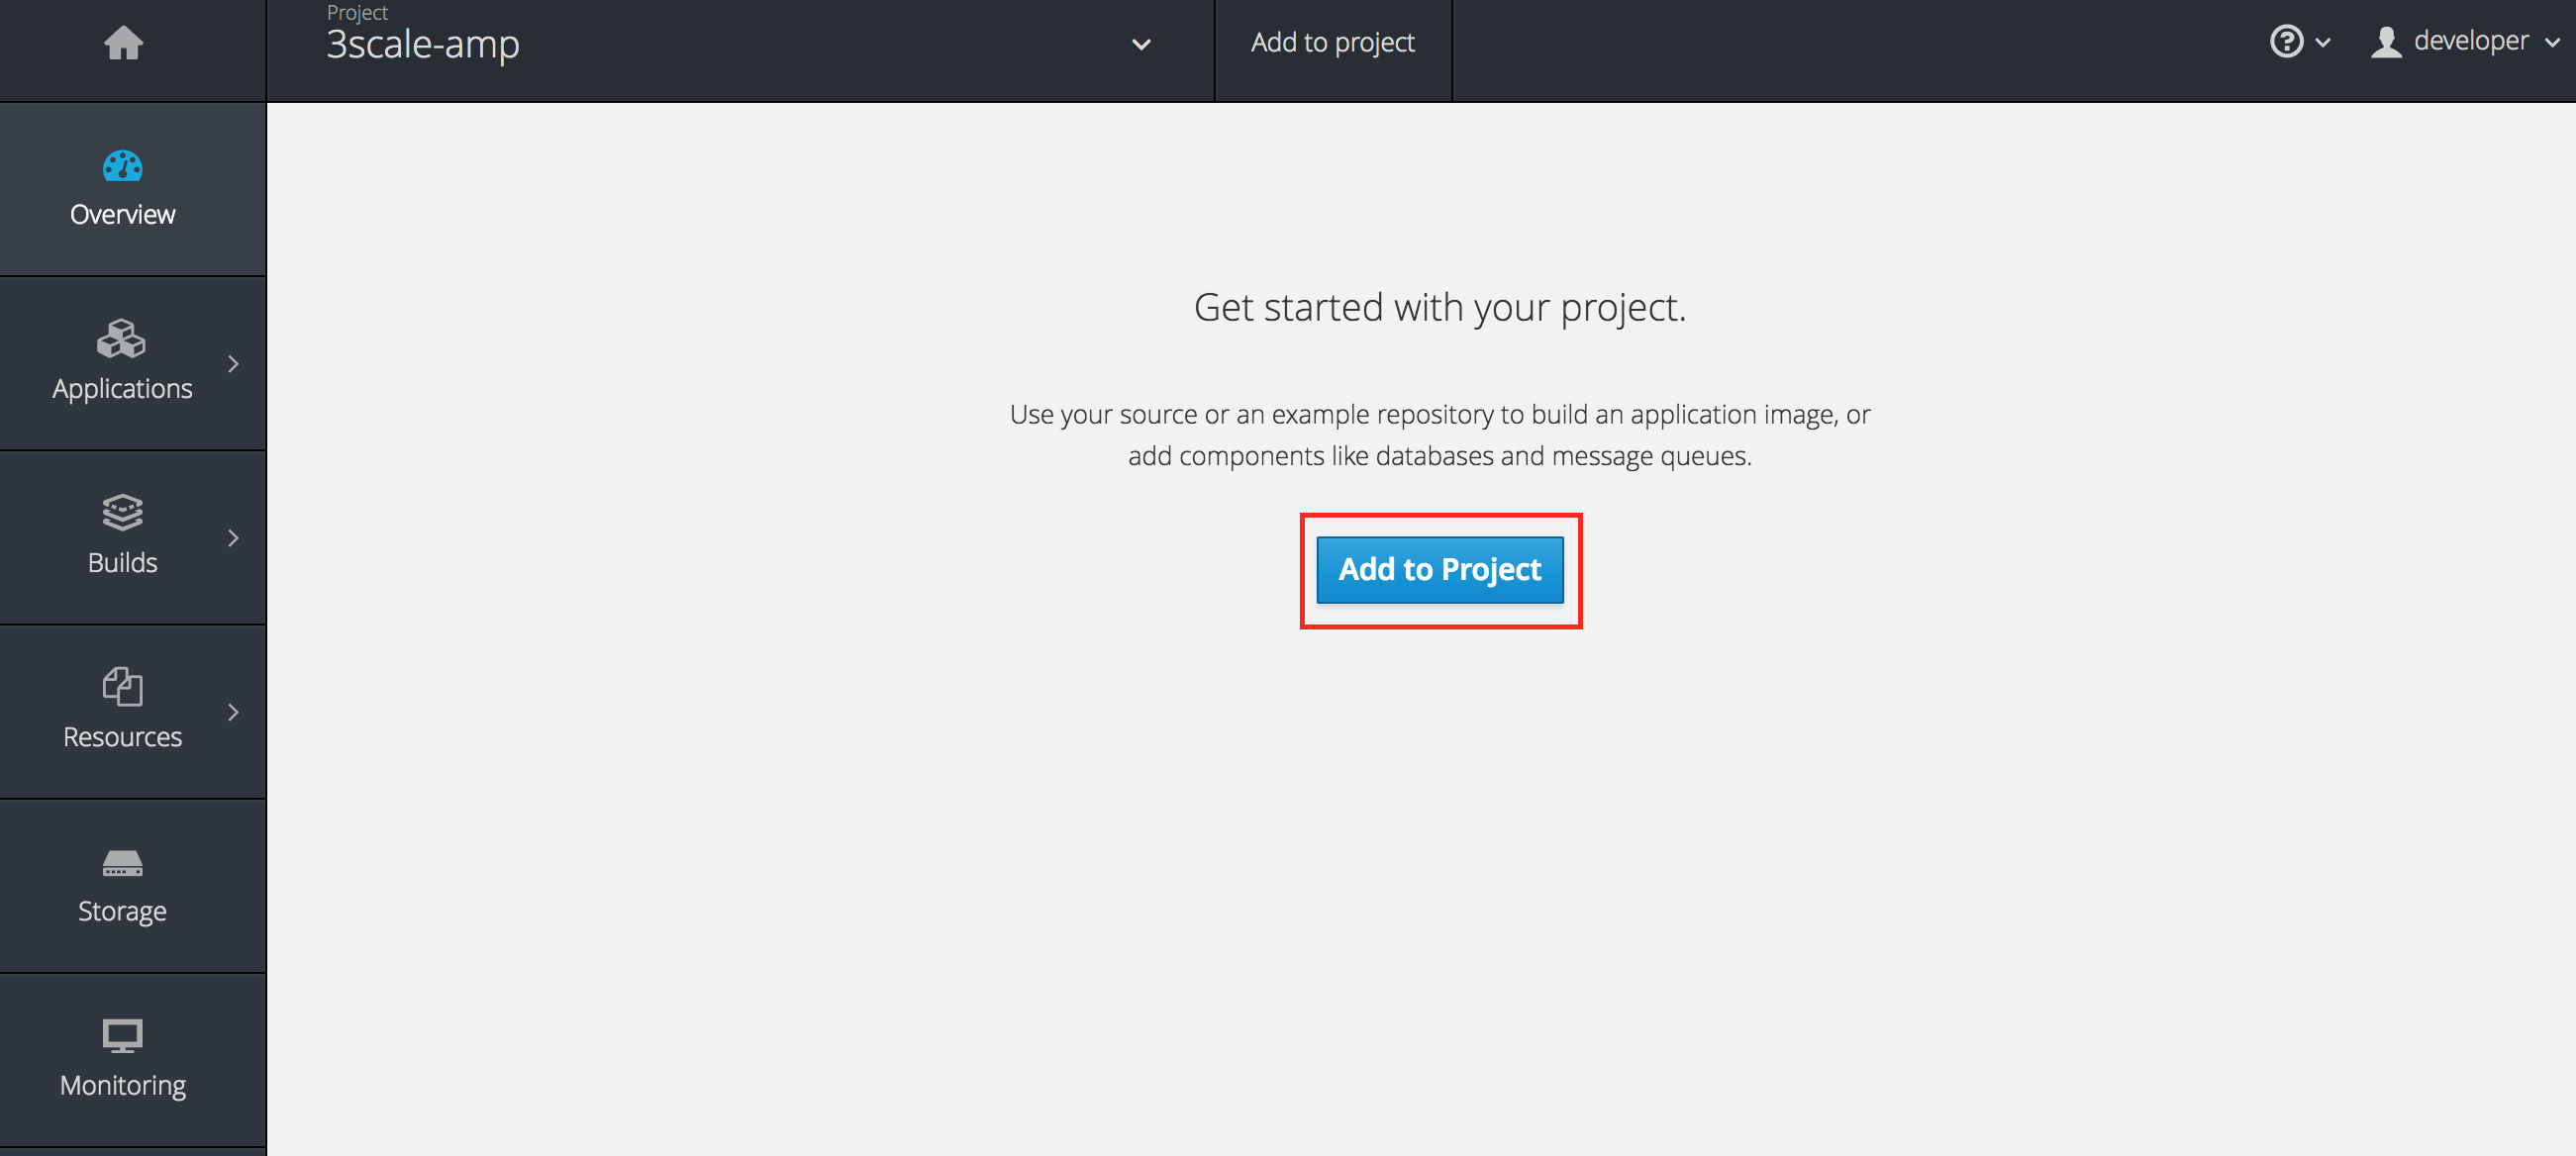 Project
3scale-amp
Add to project
developer
Overview
Applications
Builds
Resources
Storage
Monitoring
Get started with your project.
Use your source or an example repository to build an application image, or
add components like databases and message queues.
Add to Project